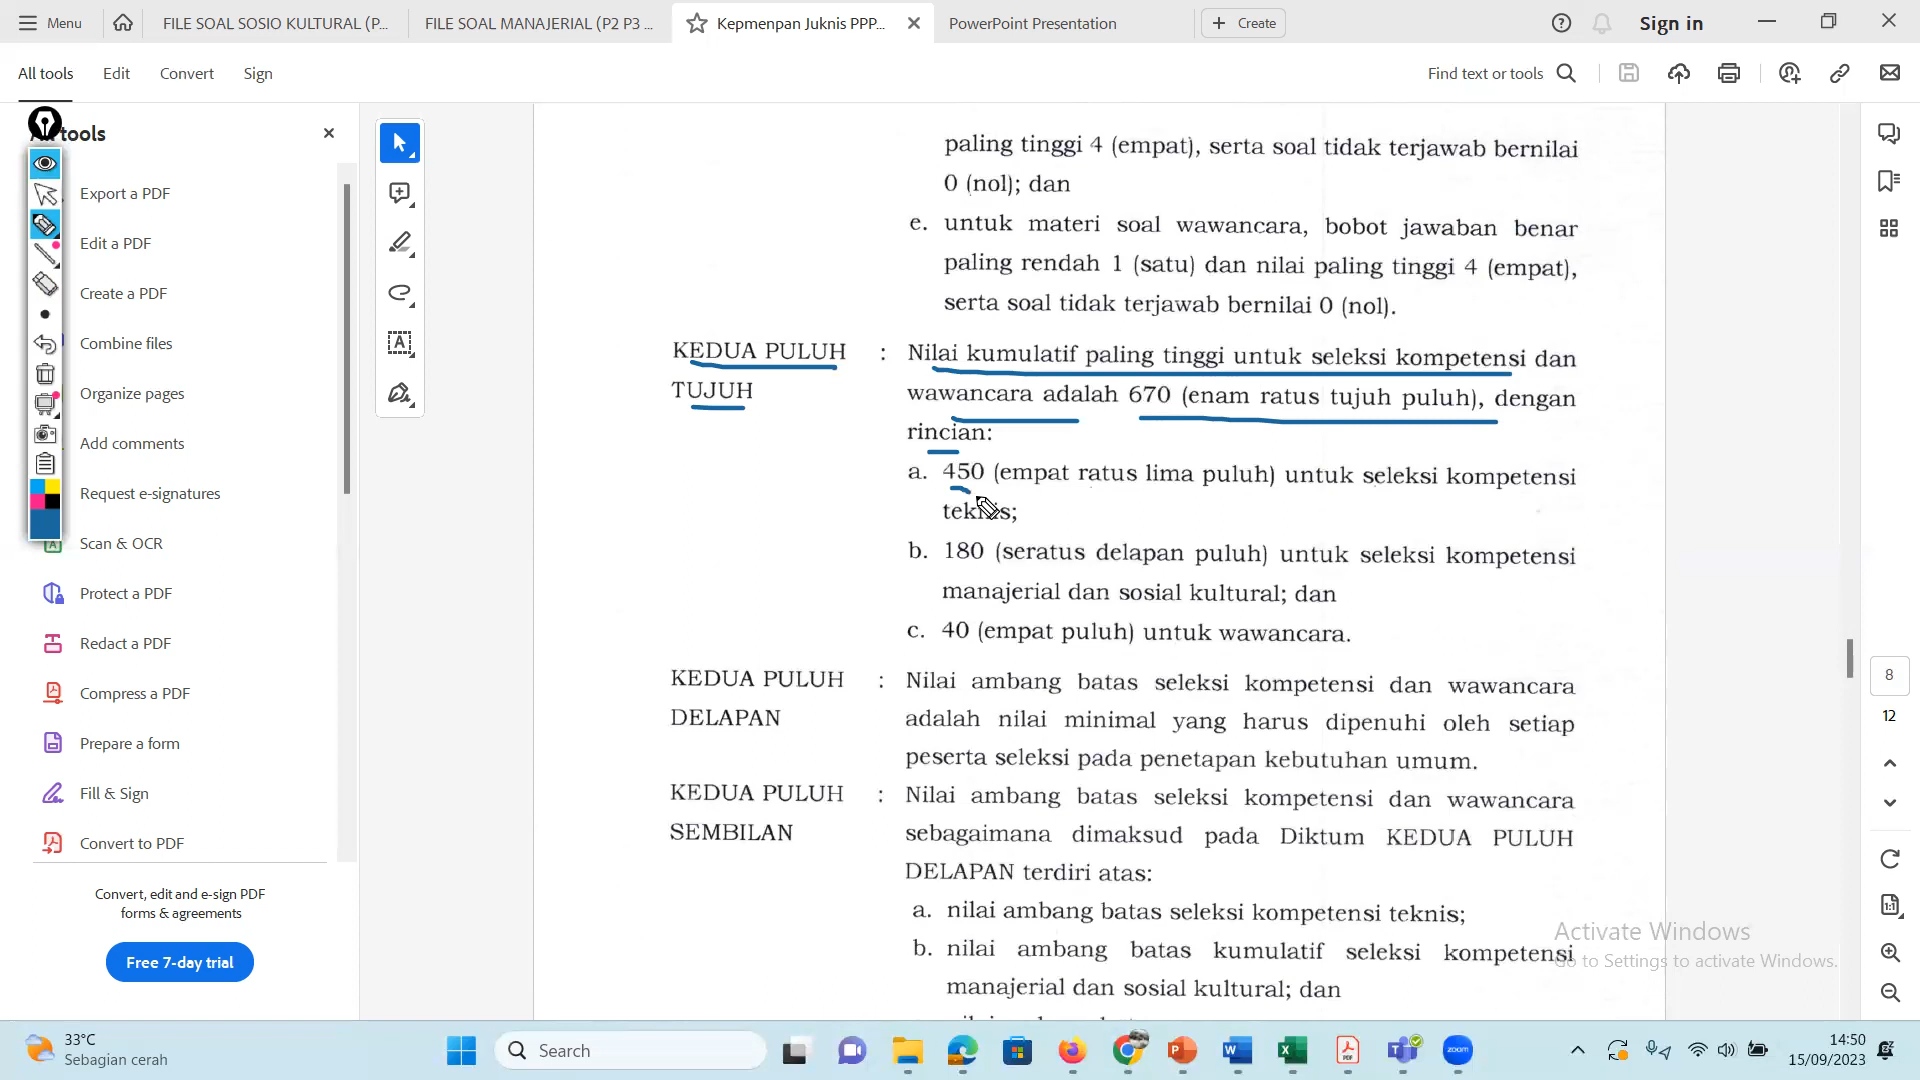 Menu
FILE SOAL SOSIO KULTURAL (P...
FILE SOAL MANAJERIAL (P2 P3 ...
Kepmenpan Juknis PPP...
PowerPoint Presentation
Create
Sign in
All tools
Edit
Convert
Sign
Find text or tools
tools
Export a PDF
Edit a PDF
Create a PDF
Combine files
Organize pages
Add comments
Request e-signatures
Scan & OCR
Protect a PDF
Redact a PDF
Compress a PDF
Prepare a form
Fill & Sign
Convert to PDF
Convert, edit and e-sign PDF
forms & agreements
Free 7-day trial
paling tinggi 4 (empat), serta soal tidak terjawab bernilai
0 (nol); dan
e. untuk materi soal wawancara, bobot jawaban benar
paling rendah 1 (satu) dan nilai paling tinggi 4 (empat),
serta soal tidak terjawab bernilai 0 (nol).
KEDUA PULUH : Nilai kumulatif paling tinggi untuk seleksi kompetensi dan
TUJUH wawancara adalah 670 (enam ratus tujuh puluh), dengan
rincian:
a. 450 (empat ratus lima puluh) untuk seleksi kompetensi
teknis;
b. 180 (seratus delapan puluh) untuk seleksi kompetensi
manajerial dan sosial kultural; dan
c. 40 (empat puluh) untuk wawancara.
KEDUA PULUH : Nilai ambang batas seleksi kompetensi dan wawancara
DELAPAN adalah nilai minimal yang harus dipenuhi oleh setiap
peserta seleksi pada penetapan kebutuhan umum.
KEDUA PULUH : Nilai ambang batas seleksi kompetensi dan wawancara
SEMBILAN sebagaimana dimaksud pada Diktum KEDUA PULUH
DELAPAN terdiri atas:
a. nilai ambang batas seleksi kompetensi teknis;
b. nilai ambang batas kumulatif seleksi kompetensi
manajerial dan sosial kultural; dan
8
12
1:1
Activate Windows
Go to Settings to activate Windows.
33°C
Sebagian cerah
Search
zoom
14:50
15/09/2023